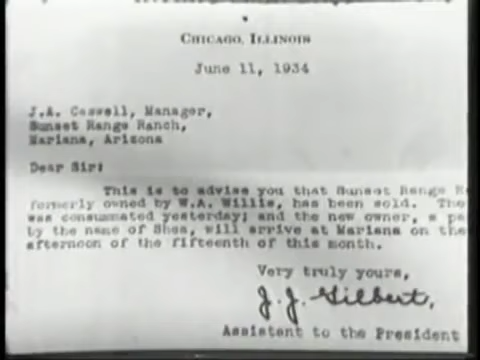 CHICAGO, ILLINOIS
June 11, 1934
J.A. Caswell, Manager,
Sunset Range Ranch,
Mariana, Arizona
Dear Sir:
This is to advise you that Sunset Range R
formerly owned by W.A. Willis, has been sold. The
was consummated yesterday; and the new owner, a pa
by the name of Shea, will arrive at Mariana on the
afternoon of the fifteenth of this month.
Very truly yours,
J. J. Gilbert,
Assistent to the President